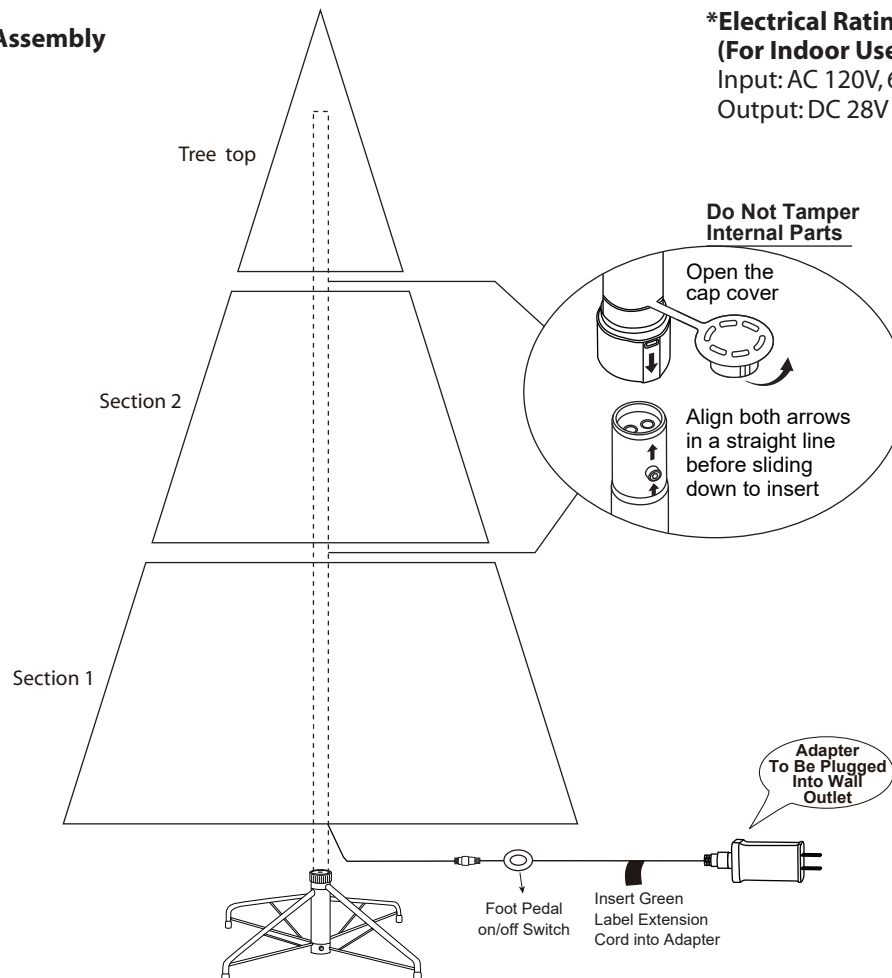 Assembly
*Electrical Ratin
(For Indoor Use
Input: AC 120V, 6
Output: DC 28V
Tree top
Do Not Tamper
Internal Parts
Open the
cap cover
Section 2
Align both arrows
in a straight line
before sliding
down to insert
Section 1
Adapter
To Be Plugged
Into Wall
Outlet
Foot Pedal
on/off Switch
Insert Green
Label Extension
Cord into Adapter